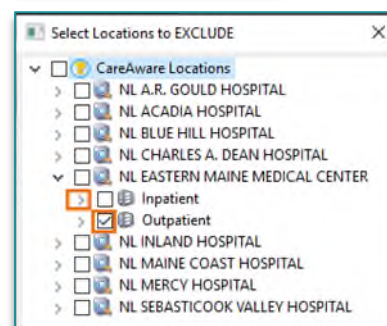 Select Locations to EXCLUDE
CareAware Locations
NL A.R. GOULD HOSPITAL
NL ACADIA HOSPITAL
NL BLUE HILL HOSPITAL
NL CHARLES A. DEAN HOSPITAL
NL EASTERN MAINE MEDICAL CENTER
Inpatient
Outpatient
NL INLAND HOSPITAL
NL MAINE COAST HOSPITAL
NL MERCY HOSPITAL
NL SEBASTICOOK VALLEY HOSPITAL